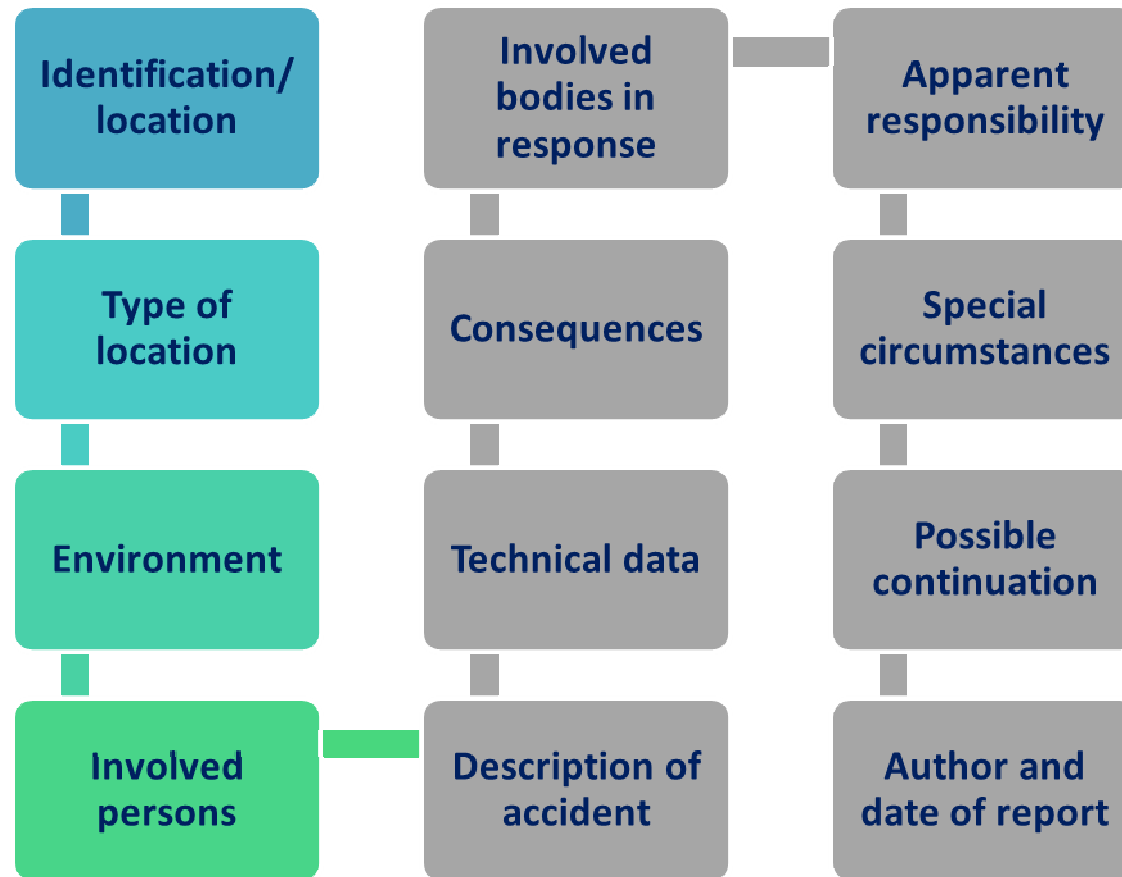 Identification/
location
Type of
location
Environment
Involved
persons
Description of
accident
Technical data
Consequences
Involved
bodies in
response
Apparent
responsibility
Special
circumstances
Possible
continuation
Author and
date of report